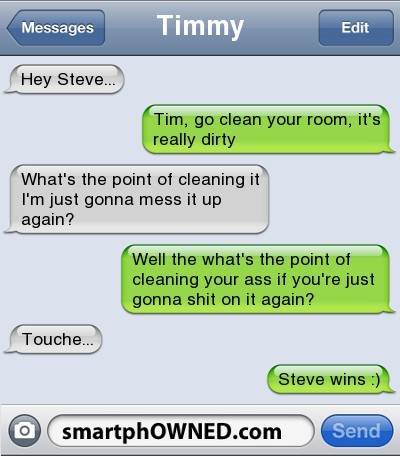 Messages
Timmy
Edit
Hey Steve...
Tim, go clean your room, it's
really dirty
What's the point of cleaning it
I'm just gonna mess it up
again?
Well the what's the point of
cleaning your ass if you're just
gonna shit on it again?
Touche...
Steve wins :)
smartphOWNED.com
Send